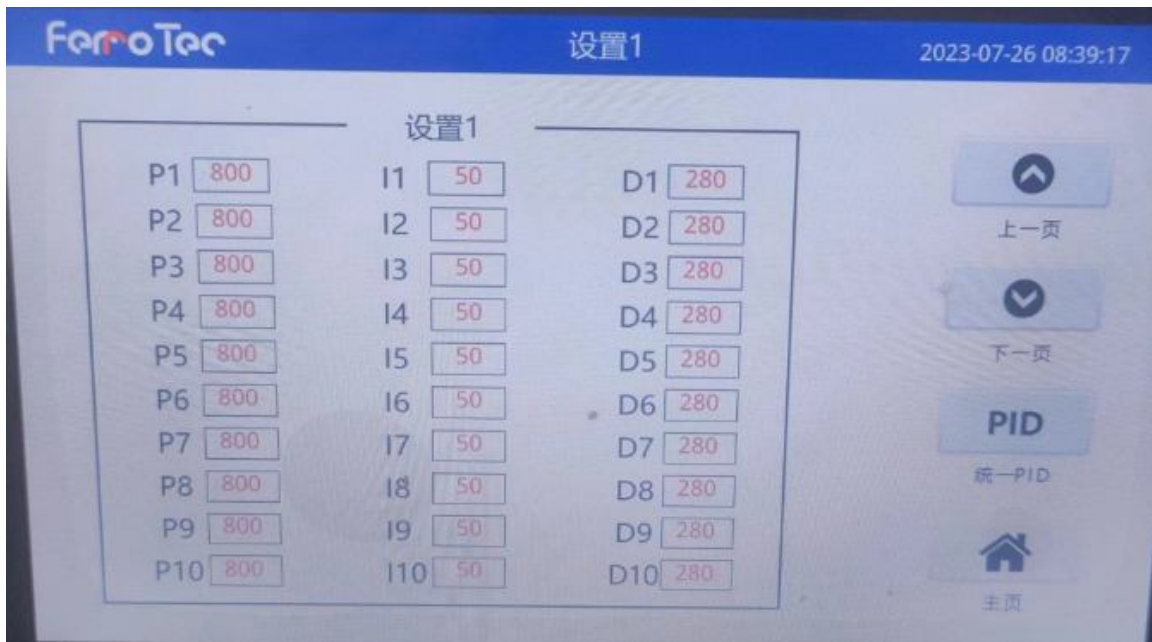 FerroTec 设置1 2023-07-26 08:39:17
设置1
P1 800 I1 50 D1 280
P2 800 I2 50 D2 280
P3 800 I3 50 D3 280
P4 800 I4 50 D4 280
P5 800 I5 50 D5 280
P6 800 I6 50 D6 280
P7 800 I7 50 D7 280
P8 800 I8 50 D8 280
P9 800 I9 50 D9 280
P10 800 I10 50 D10 280
上一页
下一页
PID
统一PID
主页